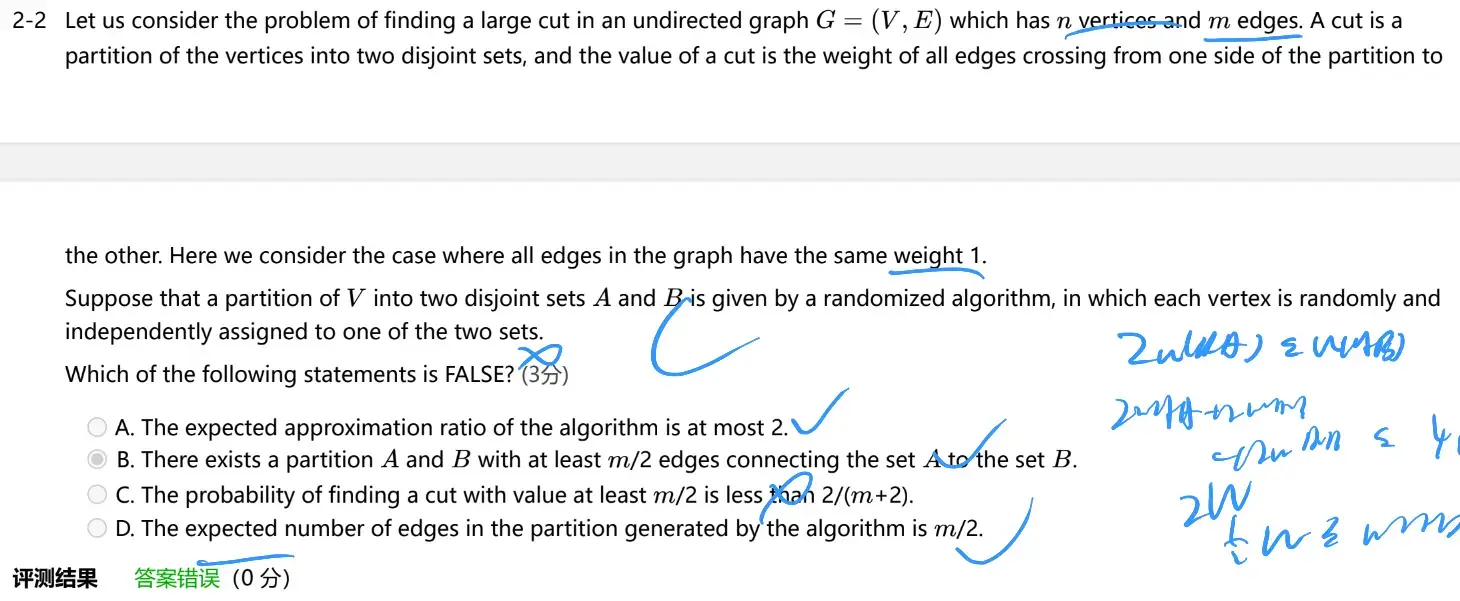 2-2 Let us consider the problem of finding a large cut in an undirected graph G = (V, E) which has n vertices and m edges. A cut is a
partition of the vertices into two disjoint sets, and the value of a cut is the weight of all edges crossing from one side of the partition to
the other. Here we consider the case where all edges in the graph have the same weight 1.
Suppose that a partition of V into two disjoint sets A and B is given by a randomized algorithm, in which each vertex is randomly and
independently assigned to one of the two sets.
Which of the following statements is FALSE? (3分)
A. The expected approximation ratio of the algorithm is at most 2.
B. There exists a partition A and B with at least m/2 edges connecting the set A to the set B.
C. The probability of finding a cut with value at least m/2 is less than 2/(m+2).
D. The expected number of edges in the partition generated by the algorithm is m/2.
评测结果 答案错误 (0 分)